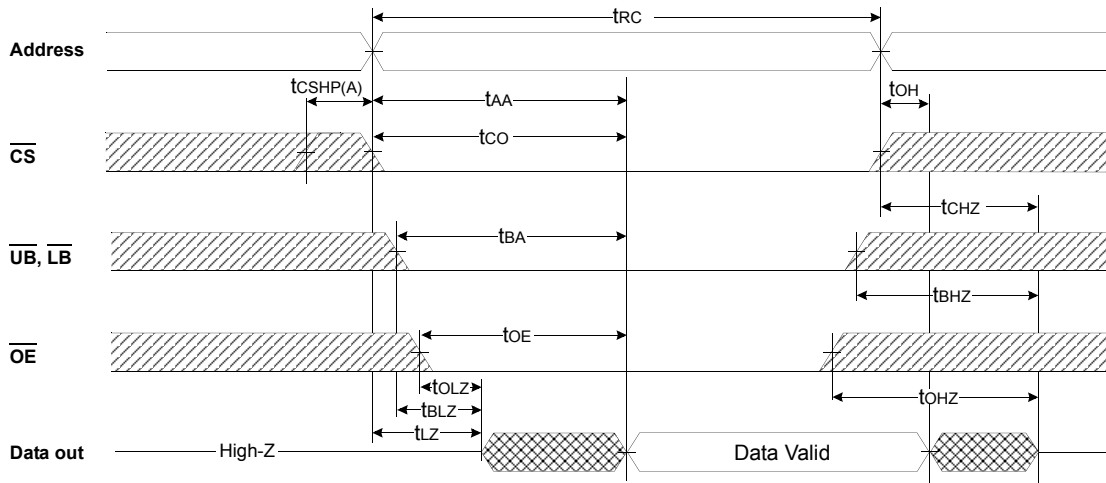 tRC
Address
tCSHP(A)
tAA
tOH
tCO
CS
tCHZ
tBA
UB, LB
tBHZ
tOE
OE
tOLZ
tOHZ
tBLZ
tLZ
Data out
High-Z
Data Valid